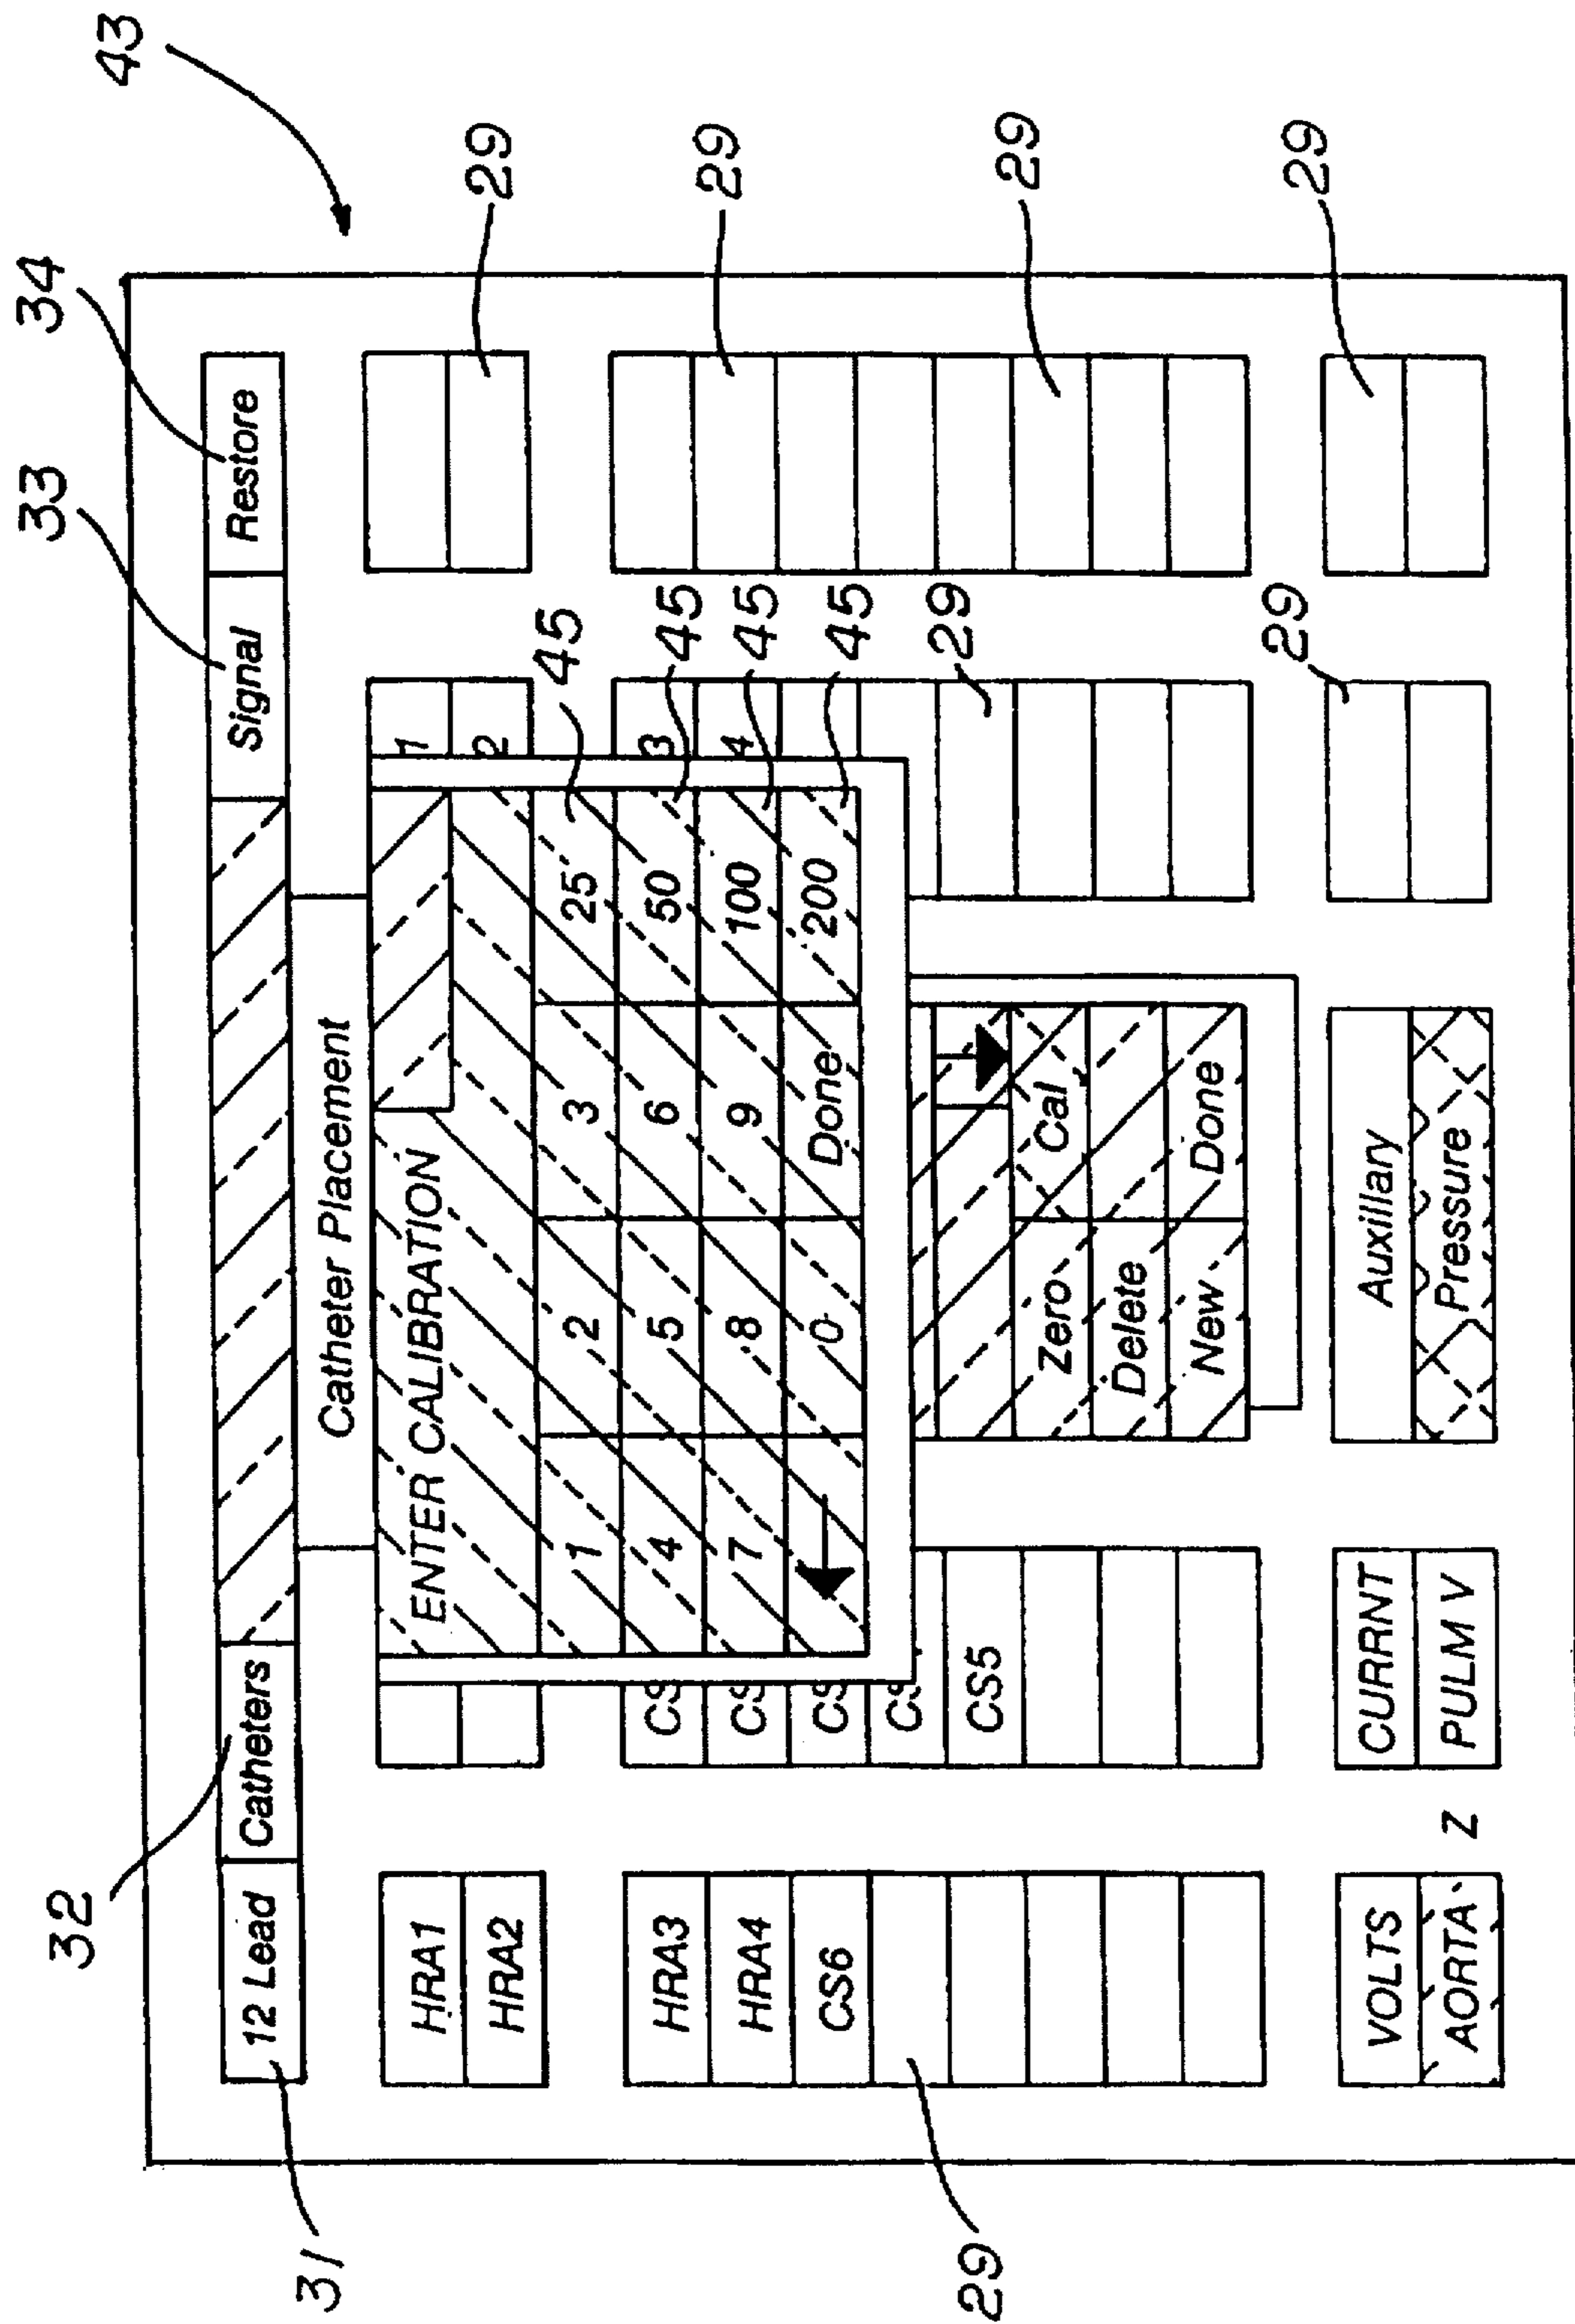 43
34
33
32
31
12 Lead
Catheters
Signal
Restore
Catheter Placement
29
29
29
29
29
29
29
HRA1
HRA2
HRA3
HRA4
CS6
VOLTS
AORTA
Z
CS
CS
CS
CS5
CURRNT
PULM V
ENTER CALIBRATION
1 2 3 25
4 5 6 50
7 8 9 100
0 Done 200
45
45
45
45
1
2
3
4
Zero Cal
Delete
New Done
Auxillary
Pressure